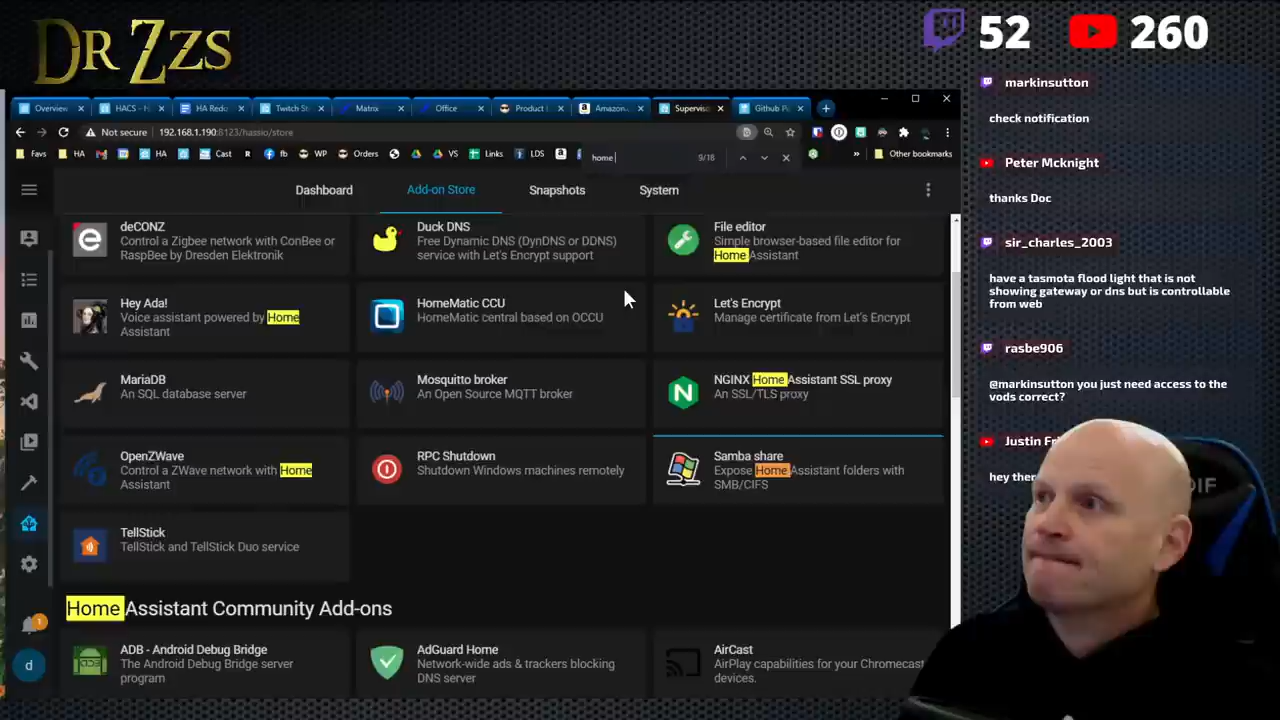 DR ZZS
52
260
Overview
HACS - H
HA Redo
Twitch St
Matrix
Office
Product
Amazon
Superviso
Github P
Not secure
192.168.1.190:8123/hassio/store
Favs
HA
HA
Cast
fb
WP
Orders
VS
Links
LDS
Other bookmarks
home
9/18
Dashboard
Add-on Store
Snapshots
System
deCONZ
Control a Zigbee network with ConBee or
RaspBee by Dresden Elektronik
Duck DNS
Free Dynamic DNS (DynDNS or DDNS)
service with Let's Encrypt support
File editor
Simple browser-based file editor for
Home Assistant
Hey Ada!
Voice assistant powered by Home
Assistant
HomeMatic CCU
HomeMatic central based on OCCU
Let's Encrypt
Manage certificate from Let's Encrypt
MariaDB
An SQL database server
Mosquitto broker
An Open Source MQTT broker
NGINX Home Assistant SSL proxy
An SSL/TLS proxy
OpenZWave
Control a ZWave network with Home
Assistant
RPC Shutdown
Shutdown Windows machines remotely
Samba share
Expose Home Assistant folders with
SMB/CIFS
TellStick
TellStick and TellStick Duo service
Home Assistant Community Add-ons
ADB - Android Debug Bridge
The Android Debug Bridge server
program
AdGuard Home
Network-wide ads & trackers blocking
DNS server
AirCast
AirPlay capabilities for your Chromecast
devices.
1
d
markinsutton
check notification
Peter Mcknight
thanks Doc
sir_charles_2003
have a tasmota flood light that is not
showing gateway or dns but is controllable
from web
rasbe906
@markinsutton you just need access to the
vods correct?
Justin Fr
hey ther